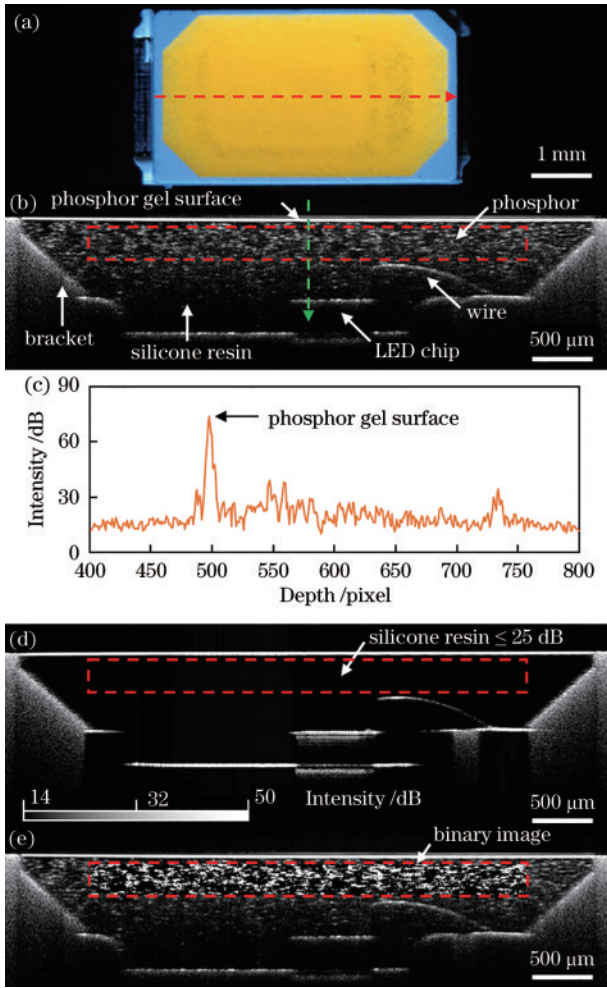 (a)
1 mm
(b)
phosphor gel surface
phosphor
bracket
silicone resin
LED chip
wire
500 μm
(c)
90
60
30
0
Intensity /dB
phosphor gel surface
400 450 500 550 600 650 700 750 800
Depth /pixel
(d)
silicone resin ≤ 25 dB
14 32 50
Intensity /dB
500 μm
(e)
binary image
500 μm